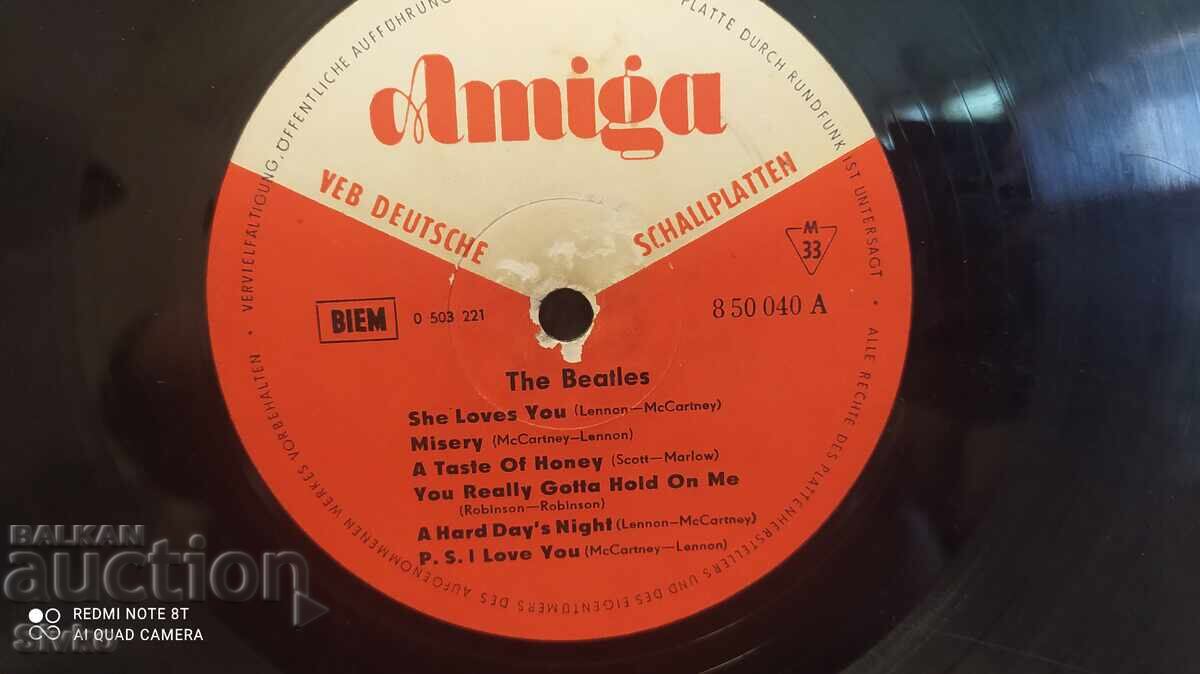 VERVIELFÄLTIGUNG, ÖFFENTLICHE AUFFÜHRUNG
PLATTE DURCH RUNDFUNK IST UNTERSAGT
Amiga
VEB DEUTSCHE SCHALLPLATTEN
M
33
BIEM
0 503 221
8 50 040 A
The Beatles
She Loves You (Lennon—McCartney)
Misery (McCartney—Lennon)
A Taste Of Honey (Scott—Marlow)
You Really Gotta Hold On Me
(Robinson—Robinson)
A Hard Day's Night (Lennon—McCartney)
P. S. I Love You (McCartney—Lennon)
ALLE RECHTE DES PLATTENHERSTELLERS UND DES EIGENTÜMERS DES AUFGENOMMENEN WERKES VORBEHALTEN
BALKAN
auction
REDMI NOTE 8T
AI QUAD CAMERA
Sivko